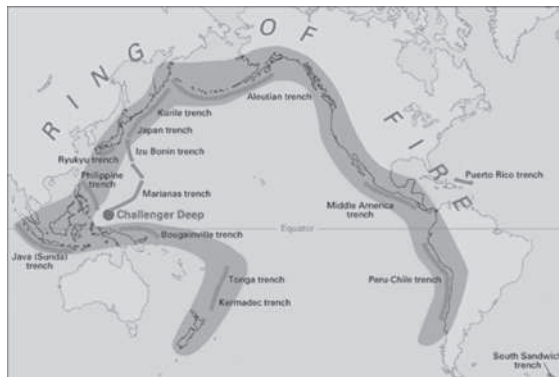 RING OF FIRE
Aleutian trench
Kurile trench
Japan trench
Izu Bonin trench
Ryukyu trench
Philippine
trench
Marianas trench
Challenger Deep
Puerto Rico trench
Middle America
trench
Equator
Bougainville trench
Java (Sunda)
trench
Tonga trench
Kermadec trench
Peru-Chile trench
South Sandwich
trench